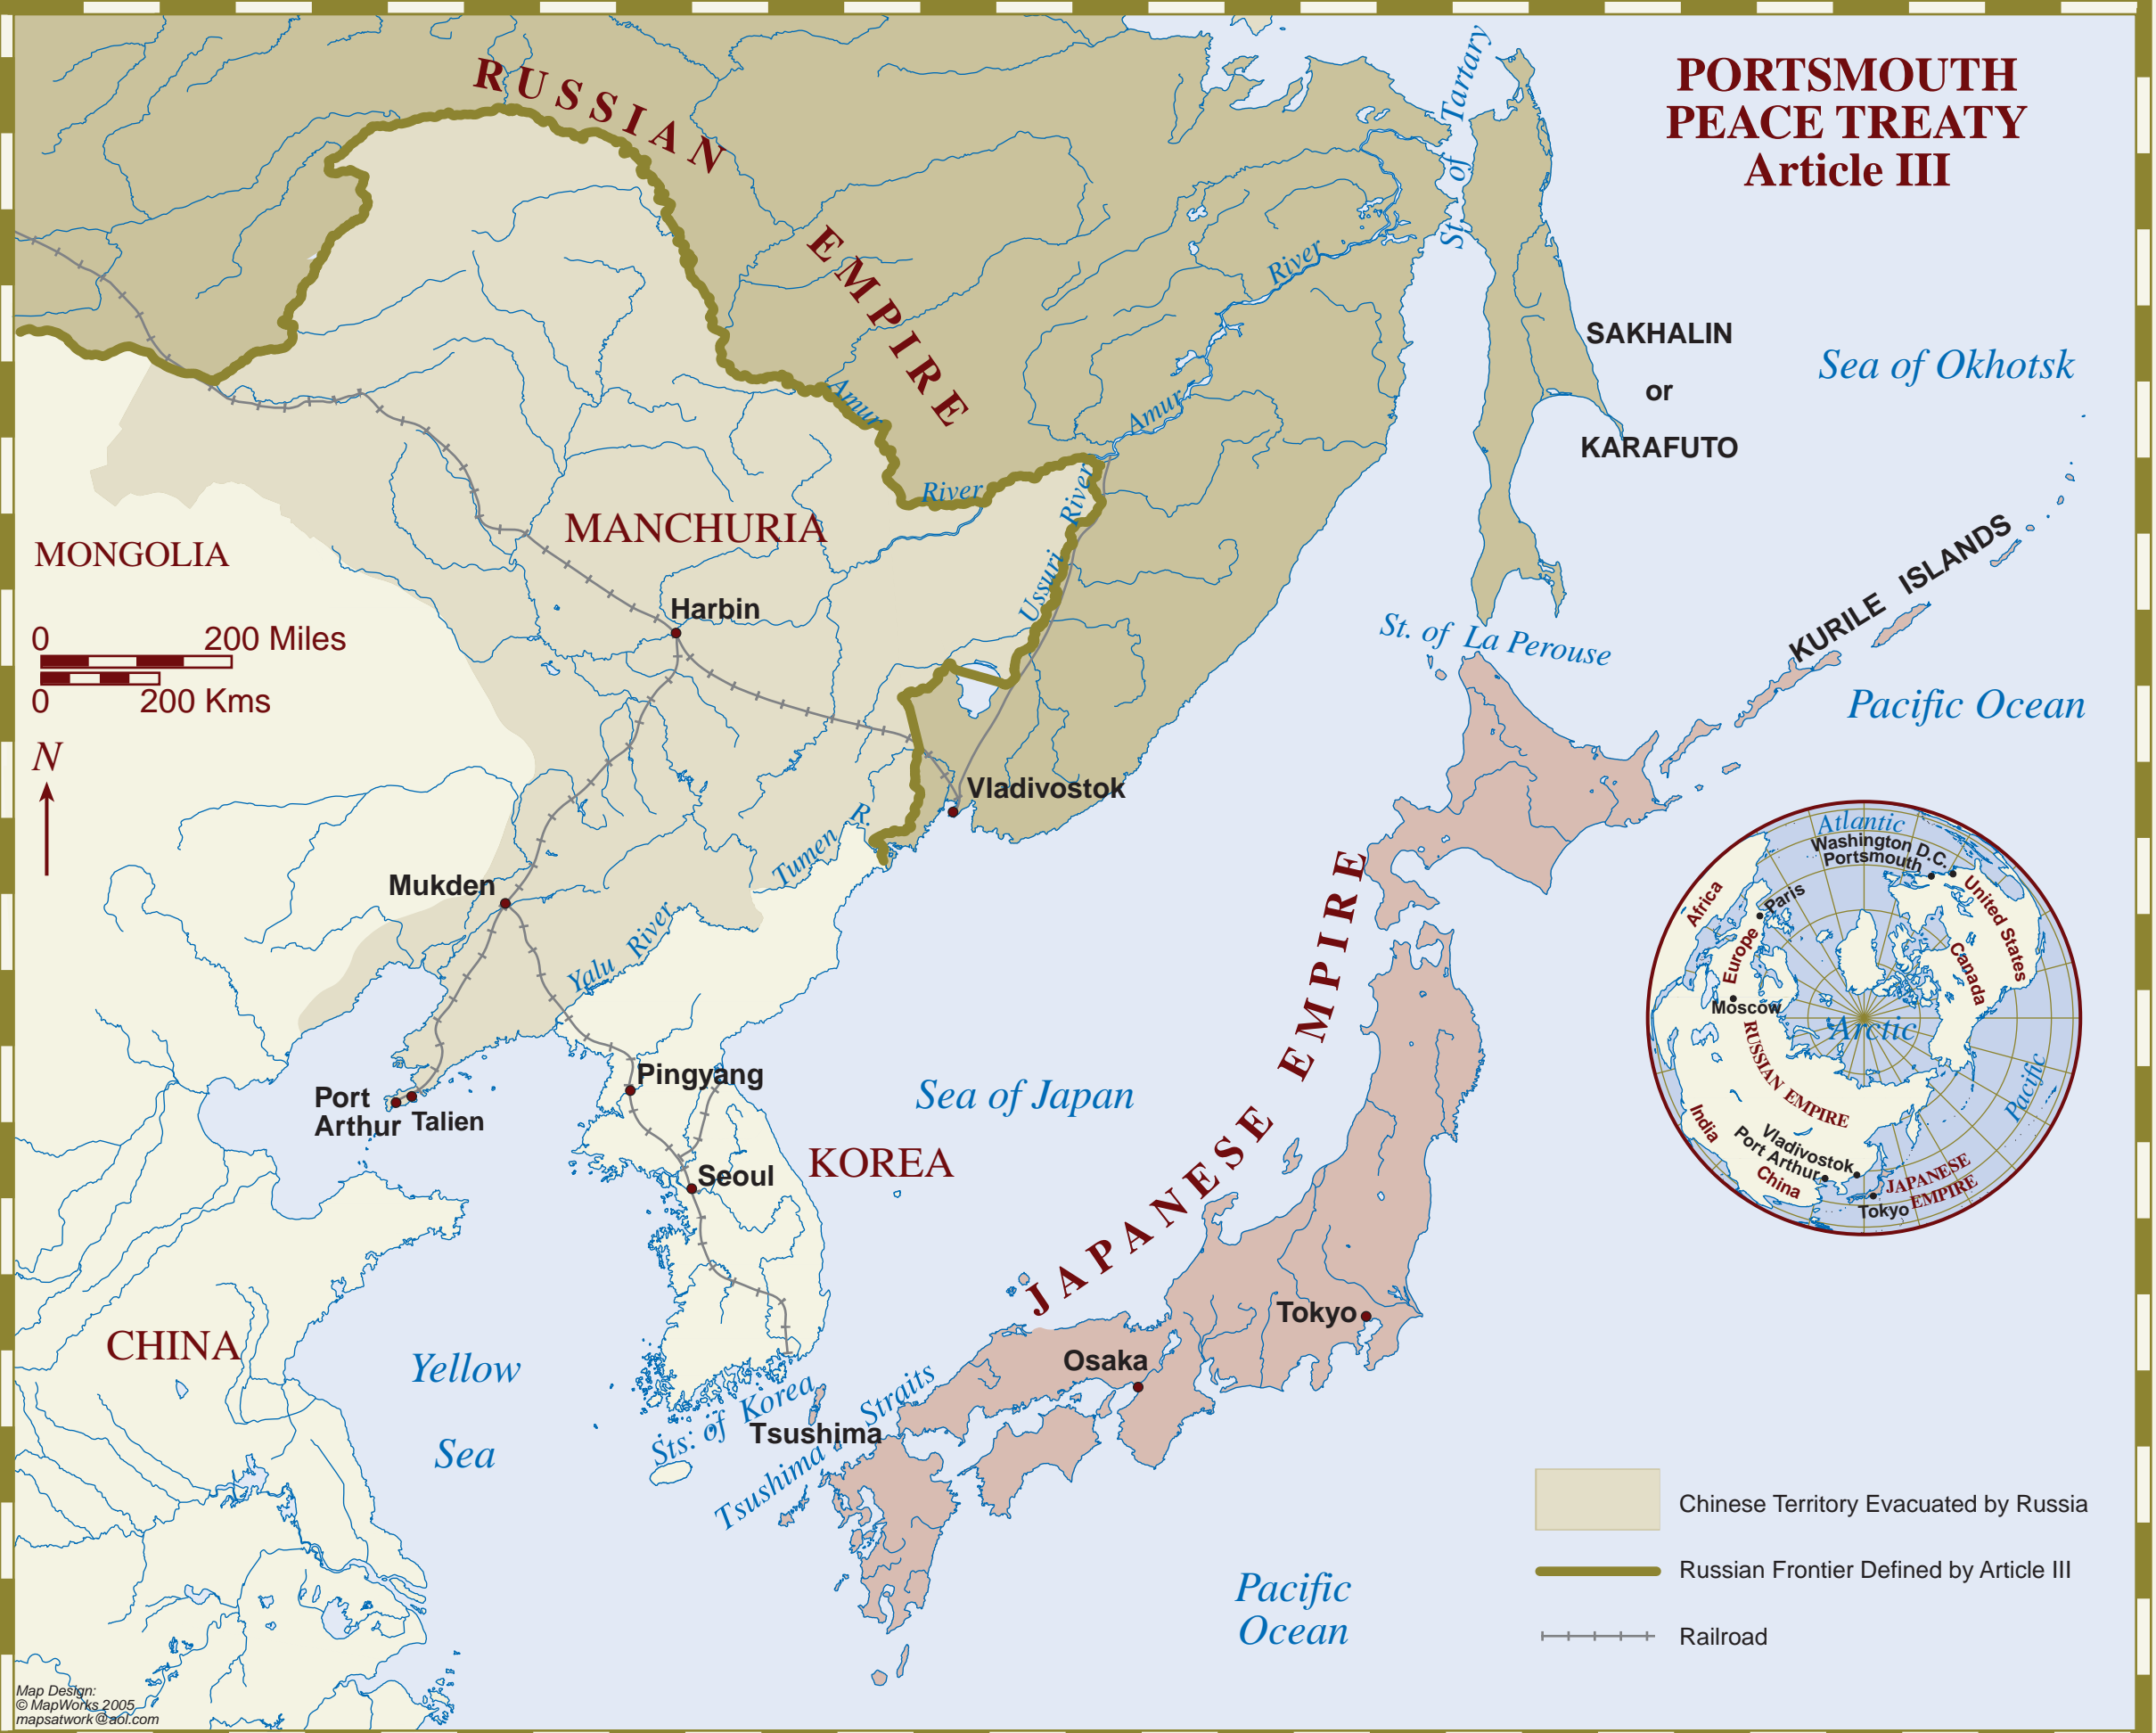 PORTSMOUTH
PEACE TREATY
Article III
RUSSIAN
EMPIRE
St. of Tartary
River
Amur
Amur
River
River
Ussuri
SAKHALIN
or
KARAFUTO
Sea of Okhotsk
MANCHURIA
MONGOLIA
KURILE ISLANDS
Harbin
0 200 Miles
0 200 Kms
N
St. of La Perouse
Pacific Ocean
Vladivostok
Tumen R.
Mukden
Yalu River
JAPANESE EMPIRE
Pingyang
Port
Arthur
Talien
Sea of Japan
KOREA
Seoul
CHINA
Yellow
Sea
Tokyo
Osaka
Sts. of Korea
Tsushima
Tsushima Straits
Pacific
Ocean
Atlantic
Washington D.C.
Portsmouth
Africa
Paris
United States
Europe
Canada
Moscow
Arctic
RUSSIAN EMPIRE
Pacific
India
Vladivostok
Port Arthur
China
JAPANESE
EMPIRE
Tokyo
Chinese Territory Evacuated by Russia
Russian Frontier Defined by Article III
Railroad
Map Design:
© MapWorks 2005
mapsatwork@aol.com